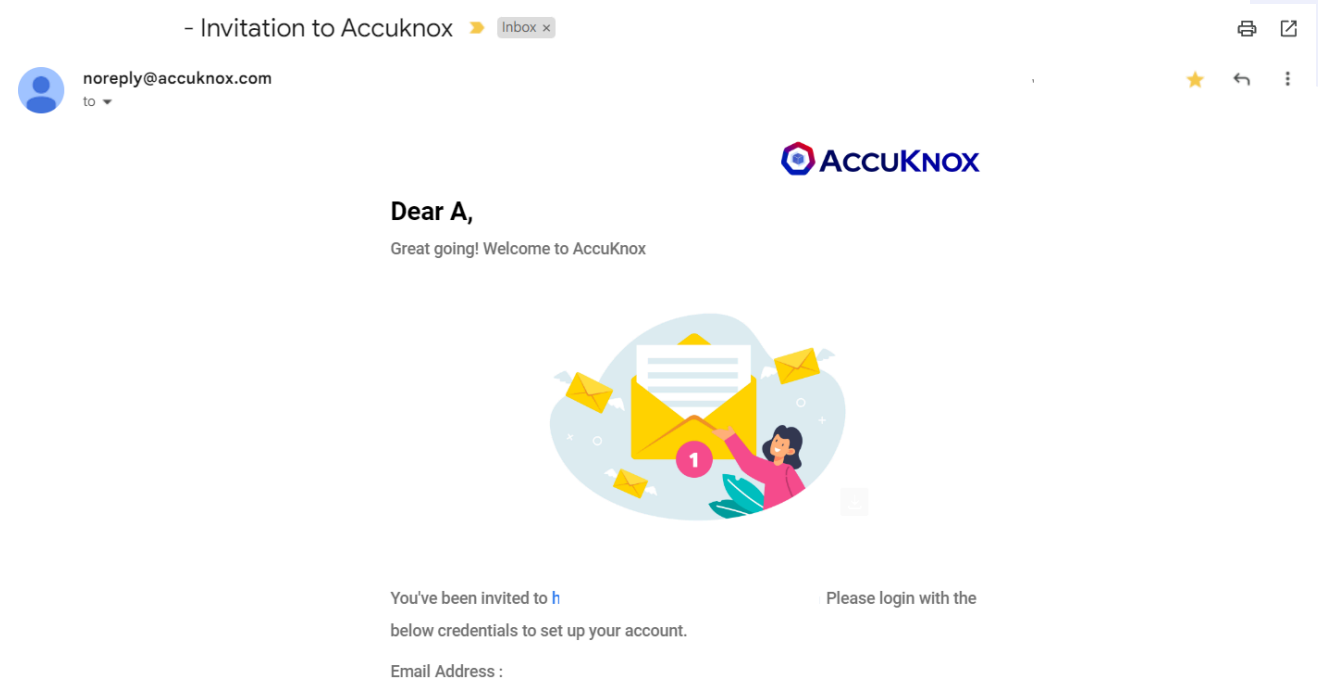 - Invitation to Accuknox
Inbox ×
noreply@accuknox.com
to
ACCUKNOX
Dear A,
Great going! Welcome to AccuKnox
1
You've been invited to h Please login with the
below credentials to set up your account.
Email Address :